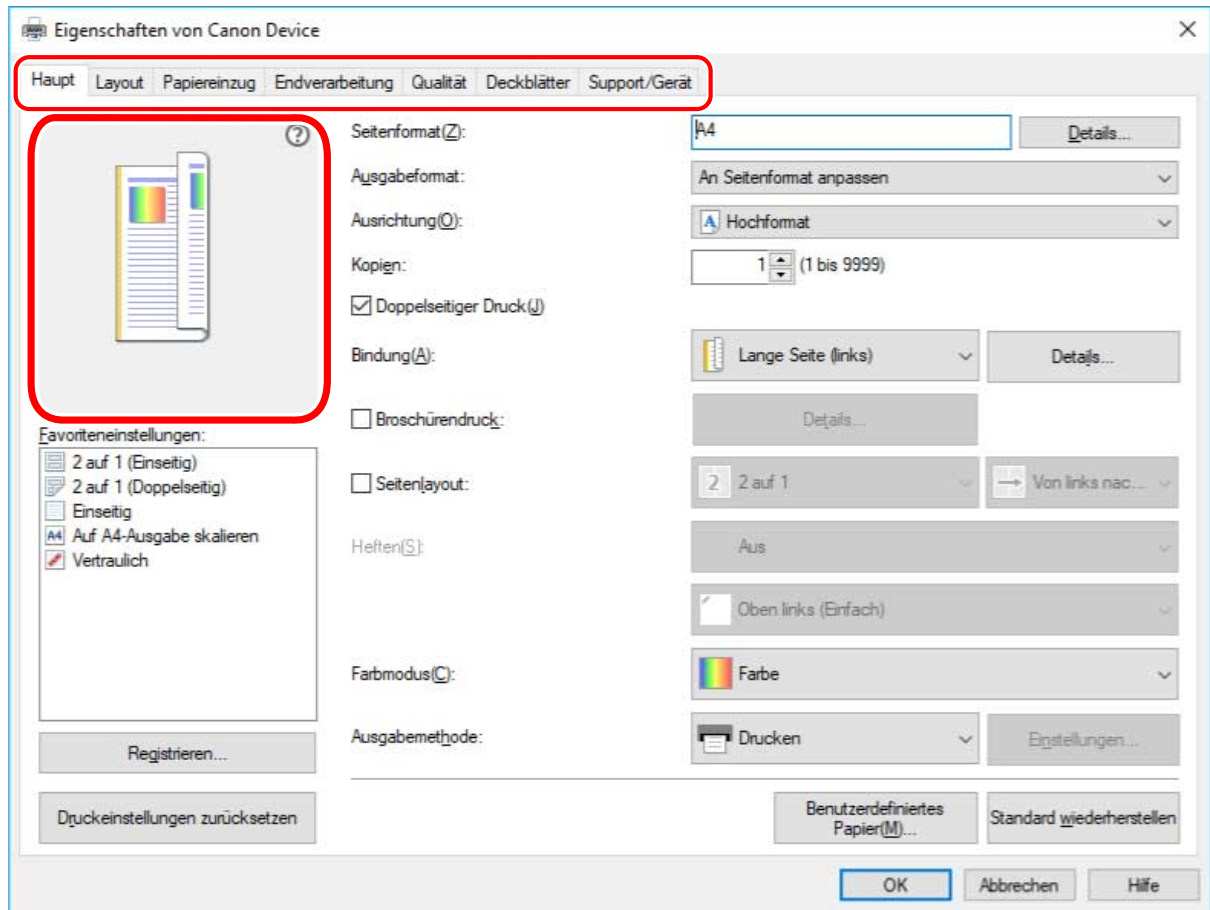 Eigenschaften von Canon Device
Haupt Layout Papiereinzug Endverarbeitung Qualität Deckblätter Support/Gerät
Seitenformat(Z): A4 Details...
Ausgabeformat: An Seitenformat anpassen
Ausrichtung(O): A Hochformat
Kopien: 1 (1 bis 9999)
Doppelseitiger Druck(J)
Bindung(A): Lange Seite (links) Details...
Broschürendruck: Details...
Favoriteneinstellungen:
2 auf 1 (Einseitig)
2 auf 1 (Doppelseitig)
Einseitig
A4 Auf A4-Ausgabe skalieren
Vertraulich
Seitenlayout: 2 2 auf 1 Von links nac...
Heften(S): Aus
Oben links (Einfach)
Farbmodus(C): Farbe
Ausgabemethode: Drucken Einstellungen...
Registrieren...
Druckeinstellungen zurücksetzen
Benutzerdefiniertes
Papier(M)...
Standard wiederherstellen
OK Abbrechen Hilfe